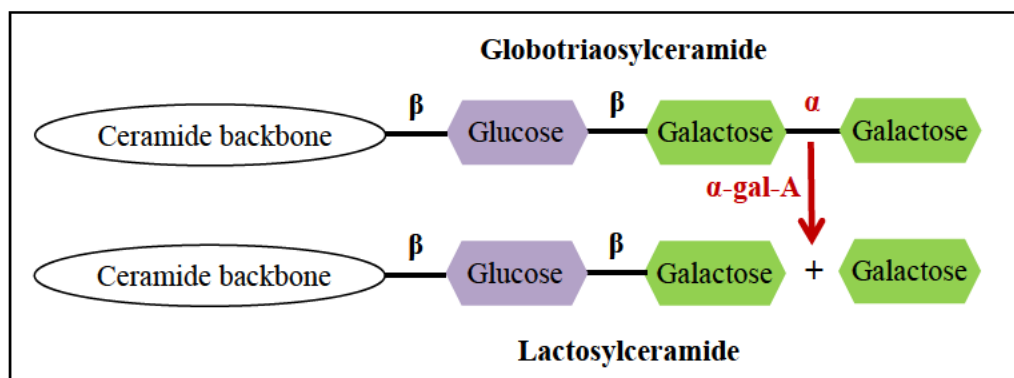 Globotriaosylceramide
β β α
Ceramide backbone Glucose Galactose Galactose
α-gal-A
β β
Ceramide backbone Glucose Galactose + Galactose
Lactosylceramide